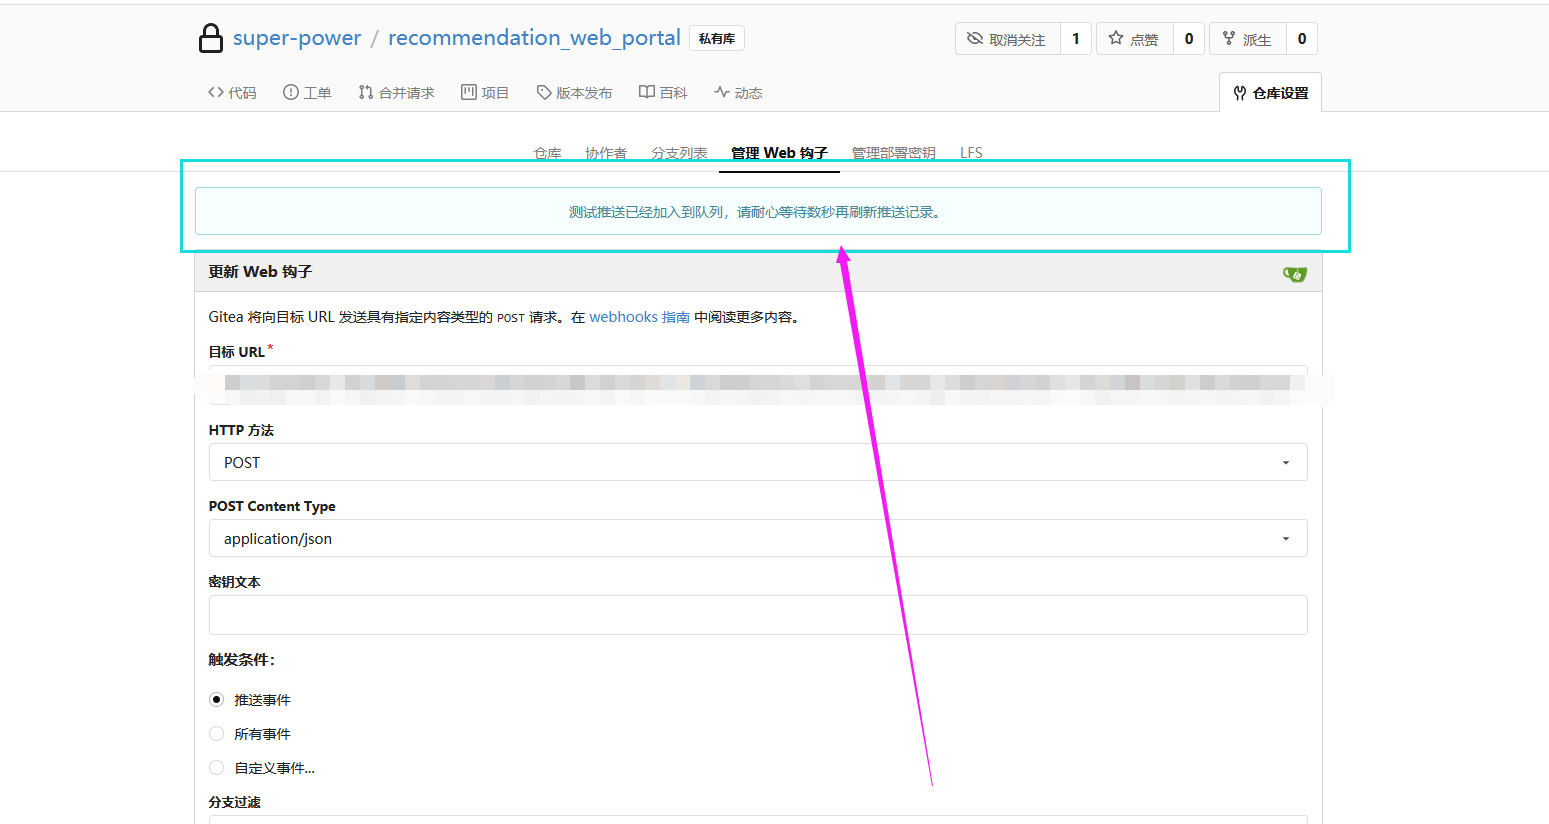 super-power / recommendation_web_portal 私有库 取消关注 1 点赞 0 派生 0
代码 工单 合并请求 项目 版本发布 百科 动态 仓库设置
仓库 协作者 分支列表 管理 Web 钩子 管理部署密钥 LFS
测试推送已经加入到队列，请耐心等待数秒再刷新推送记录。
更新 Web 钩子
Gitea 将向目标 URL 发送具有指定内容类型的 POST 请求。在 webhooks 指南 中阅读更多内容。
目标 URL*
HTTP 方法
POST
POST Content Type
application/json
密钥文本
触发条件：
推送事件
所有事件
自定义事件...
分支过滤